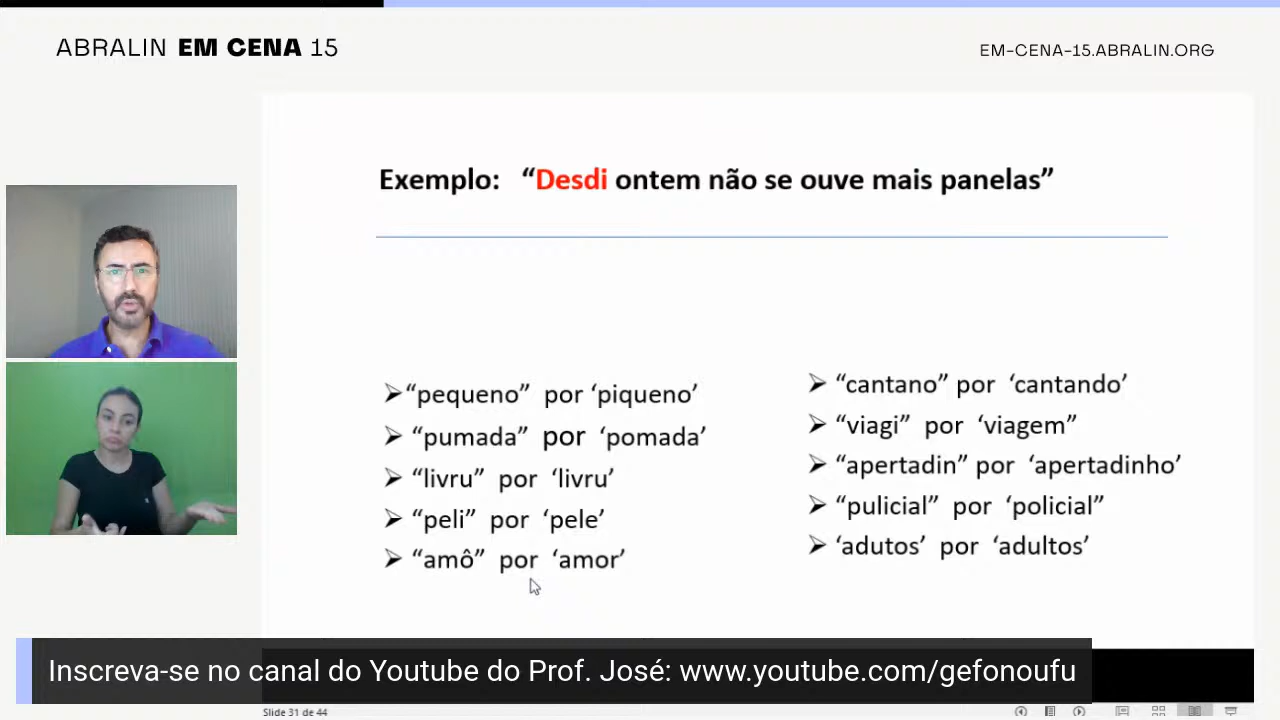 ABRALIN EM CENA 15
EM-CENA-15.ABRALIN.ORG
Exemplo: “Desdi ontem não se ouve mais panelas”
➢“pequeno” por ‘piqueno’
➢ “pumada” por ‘pomada’
➢ “livru” por ‘livru’
➢ “peli” por ‘pele’
➢ “amô” por ‘amor’
➢ “cantano” por ‘cantando’
➢ “viagi” por ‘viagem”
➢ “apertadin” por ‘apertadinho’
➢ “pulicial” por ‘policial”
➢ ‘adutos’ por ‘adultos’
Inscreva-se no canal do Youtube do Prof. José: www.youtube.com/gefonoufu
Slide 31 de 44